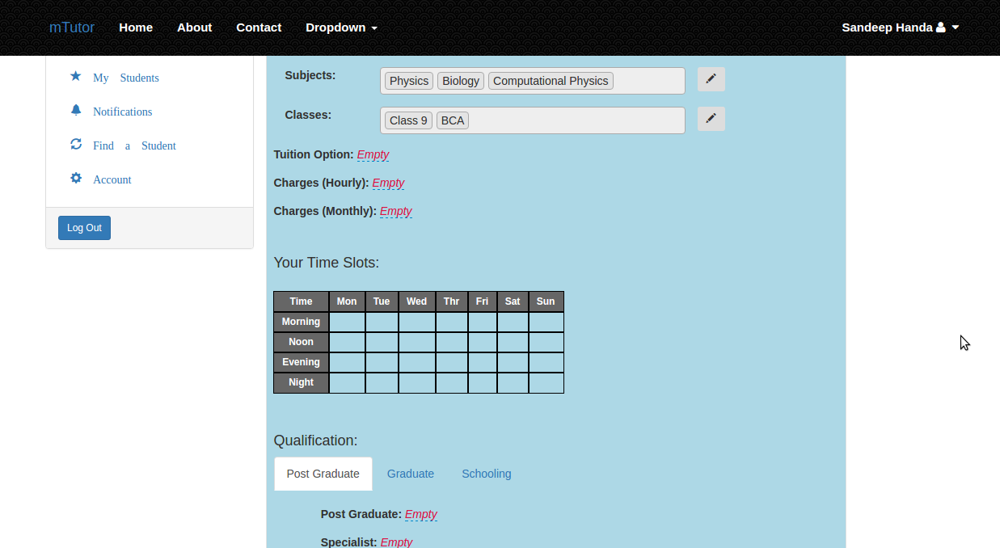 mTutor Home About Contact Dropdown Sandeep Handa
My Students
Notifications
Find a Student
Account
Log Out
Subjects: Physics Biology Computational Physics
Classes: Class 9 BCA
Tuition Option: Empty
Charges (Hourly): Empty
Charges (Monthly): Empty
Your Time Slots:
Time Mon Tue Wed Thr Fri Sat Sun
Morning
Noon
Evening
Night
Qualification:
Post Graduate Graduate Schooling
Post Graduate: Empty
Specialist: Empty